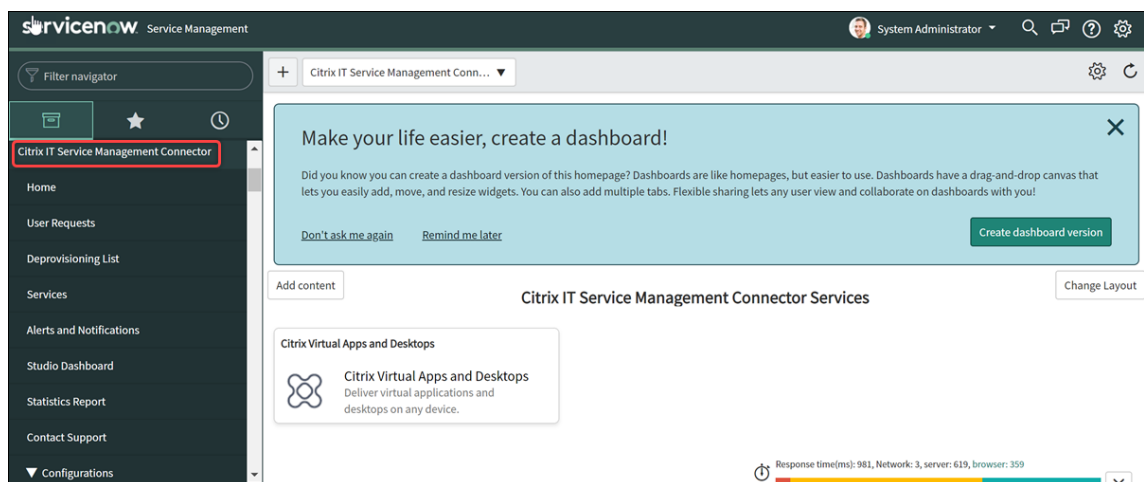 servicenow Service Management
System Administrator
Filter navigator
Citrix IT Service Management Connector
Home
User Requests
Deprovisioning List
Services
Alerts and Notifications
Studio Dashboard
Statistics Report
Contact Support
Configurations
Citrix IT Service Management Conn...
Make your life easier, create a dashboard!
Did you know you can create a dashboard version of this homepage? Dashboards are like homepages, but easier to use. Dashboards have a drag-and-drop canvas that
lets you easily add, move, and resize widgets. You can also add multiple tabs. Flexible sharing lets any user view and collaborate on dashboards with you!
Don't ask me again Remind me later
Create dashboard version
Add content
Change Layout
Citrix IT Service Management Connector Services
Citrix Virtual Apps and Desktops
Citrix Virtual Apps and Desktops
Deliver virtual applications and
desktops on any device.
Response time(ms): 981, Network: 3, server: 619, browser: 359